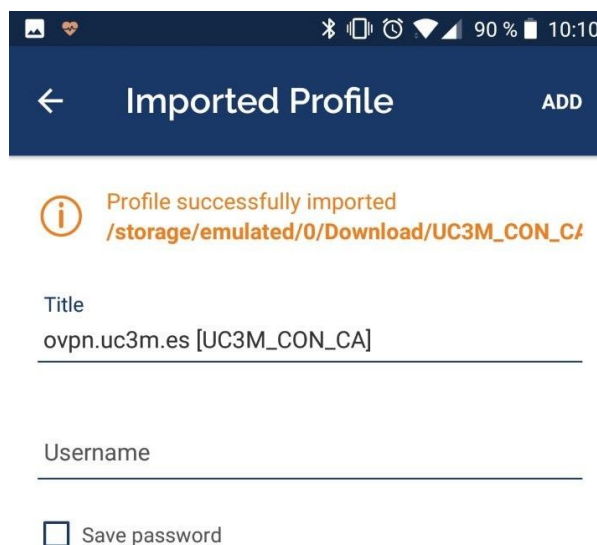 90 % 10:10
Imported Profile ADD
Profile successfully imported
/storage/emulated/0/Download/UC3M_CON_CA
Title
ovpn.uc3m.es [UC3M_CON_CA]
Username
Save password